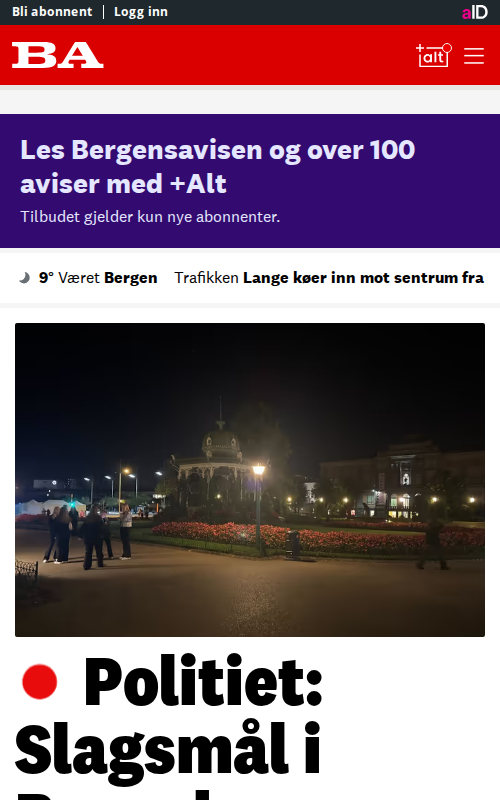 Bli abonnent | Logg inn
aID
BA
+alt
Les Bergensavisen og over 100
aviser med +Alt
Tilbudet gjelder kun nye abonnenter.
9° Været Bergen Trafikken Lange køer inn mot sentrum fra
Politiet:
Slagsmål i